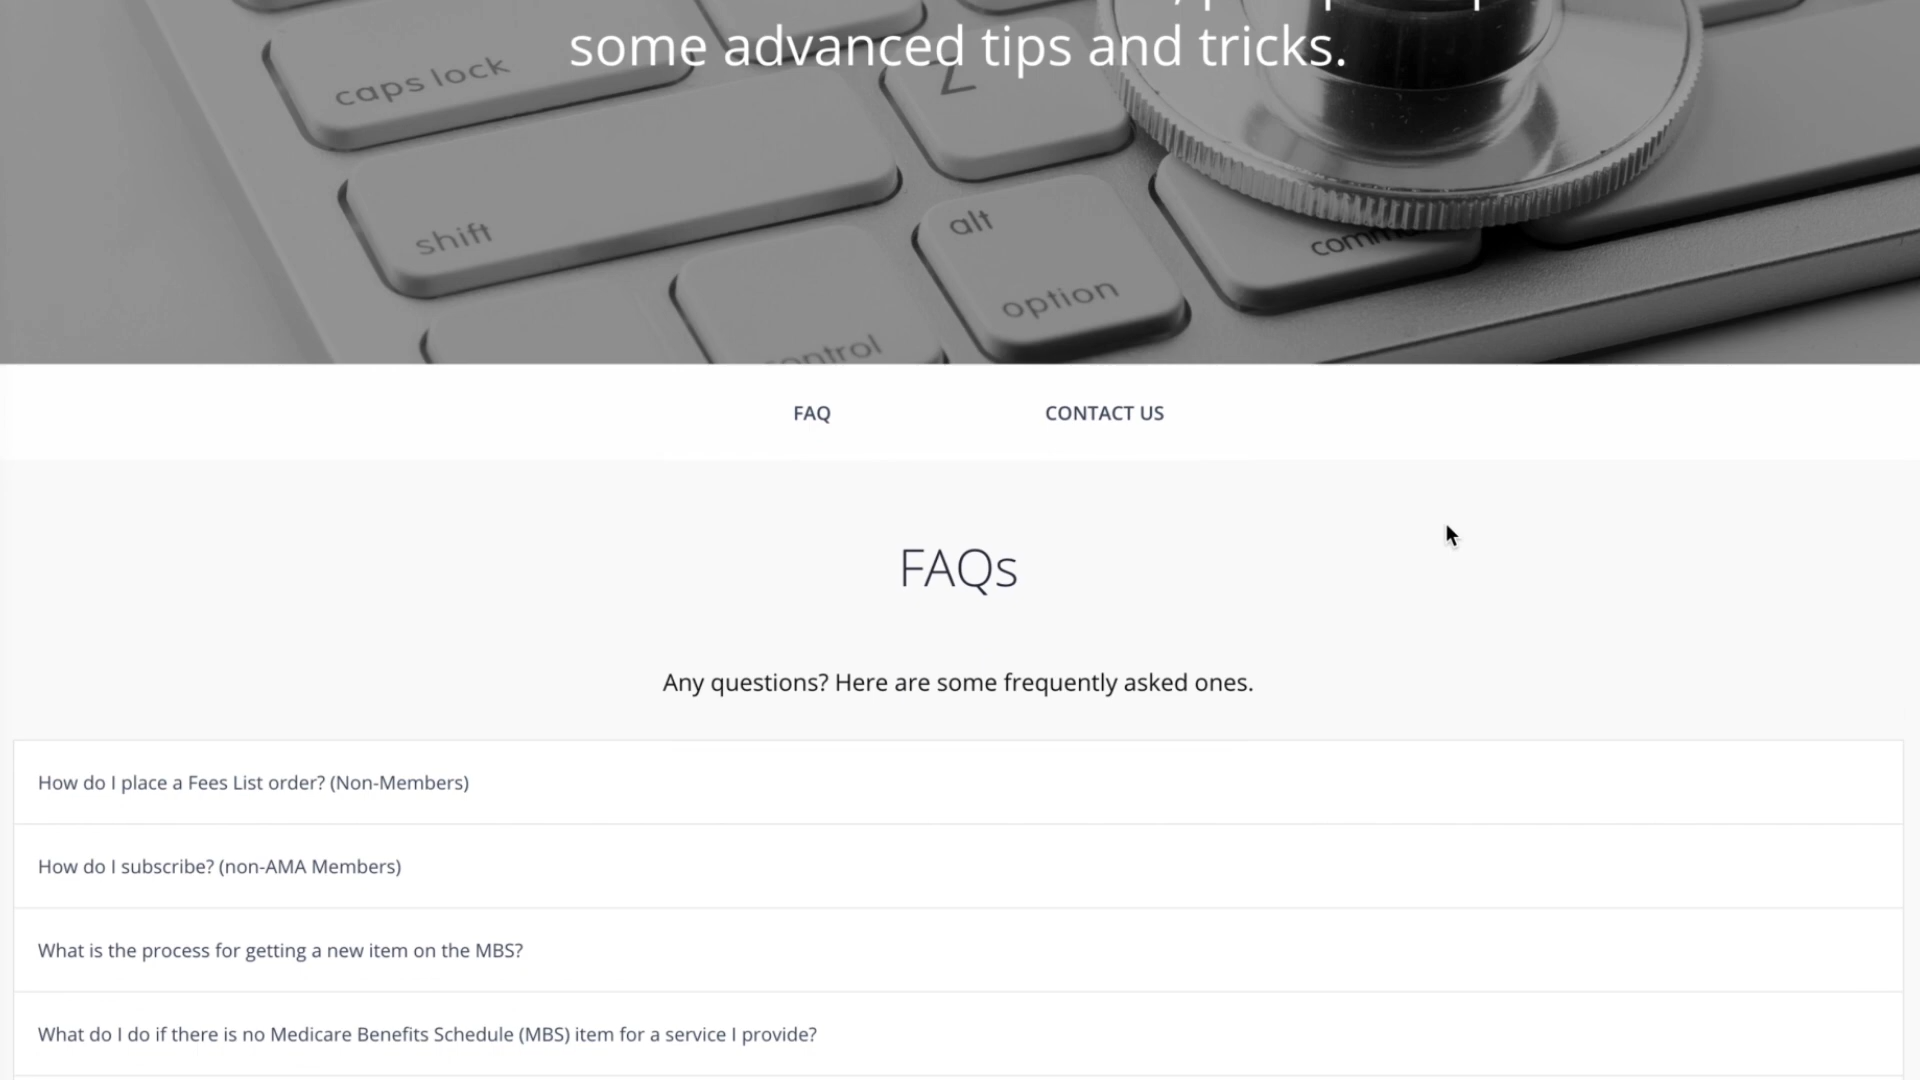 some advanced tips and tricks.
caps lock
Z
shift
alt
option
FAQ
CONTACT US
FAQs
Any questions? Here are some frequently asked ones.
How do I place a Fees List order? (Non-Members)
How do I subscribe? (non-AMA Members)
What is the process for getting a new item on the MBS?
What do I do if there is no Medicare Benefits Schedule (MBS) item for a service I provide?